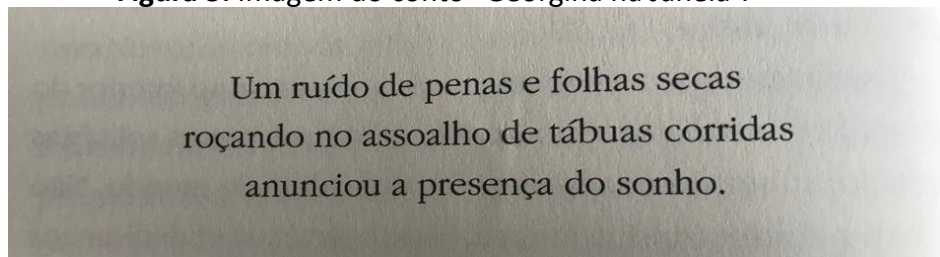 Um ruído de penas e folhas secas
roçando no assoalho de tábuas corridas
anunciou a presença do sonho.